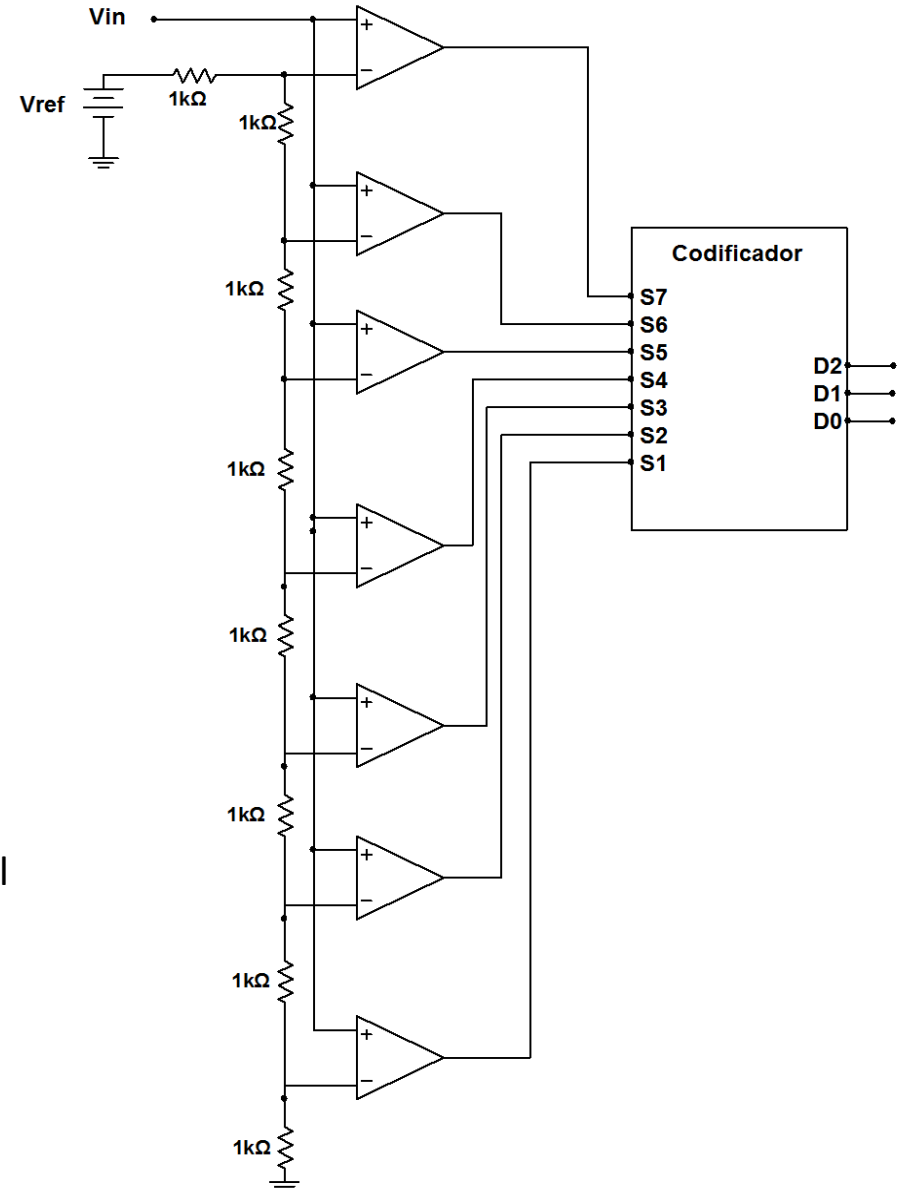 Vin
+
−
Vref
1kΩ
1kΩ
+
−
Codificador
1kΩ
S7
S6
+
−
S5
S4
S3
S2
S1
D2
D1
D0
1kΩ
+
−
1kΩ
+
−
1kΩ
+
−
1kΩ
+
−
1kΩ